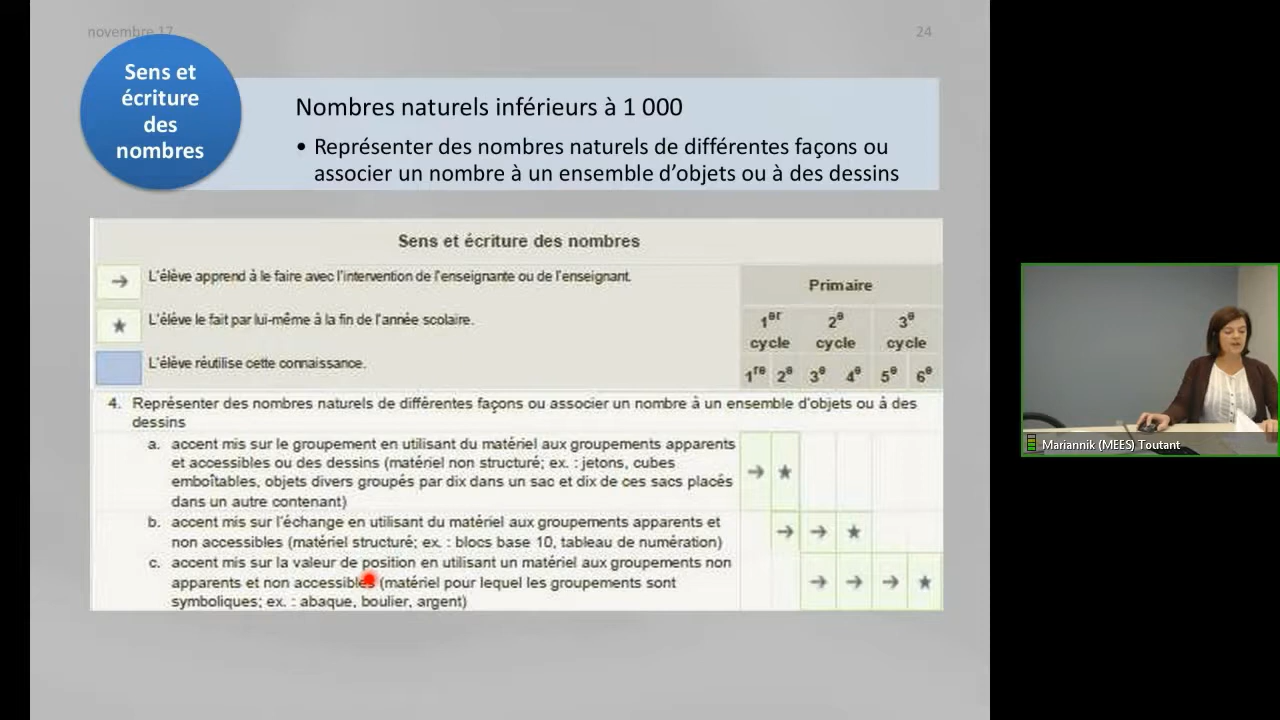 novembre 17
24
Sens et
écriture
des
nombres
Nombres naturels inférieurs à 1 000
• Représenter des nombres naturels de différentes façons ou
associer un nombre à un ensemble d’objets ou à des dessins
Sens et écriture des nombres
→ L’élève apprend à le faire avec l’intervention de l’enseignante ou de l’enseignant.
Primaire
★ L’élève le fait par lui-même à la fin de l’année scolaire.
1er cycle 2e cycle 3e cycle
L’élève réutilise cette connaissance.
1re 2e 3e 4e 5e 6e
4. Représenter des nombres naturels de différentes façons ou associer un nombre à un ensemble d’objets ou à des
dessins
a. accent mis sur le groupement en utilisant du matériel aux groupements apparents
et accessibles ou des dessins (matériel non structuré; ex. : jetons, cubes
emboîtables, objets divers groupés par dix dans un sac et dix de ces sacs placés
dans un autre contenant)
→ ★
b. accent mis sur l’échange en utilisant du matériel aux groupements apparents et
non accessibles (matériel structuré; ex. : blocs base 10, tableau de numération)
→ → ★
c. accent mis sur la valeur de position en utilisant un matériel aux groupements non
apparents et non accessibles (matériel pour lequel les groupements sont
symboliques; ex. : abaque, boulier, argent)
→ → → ★
Mariannik (MEES) Toutant